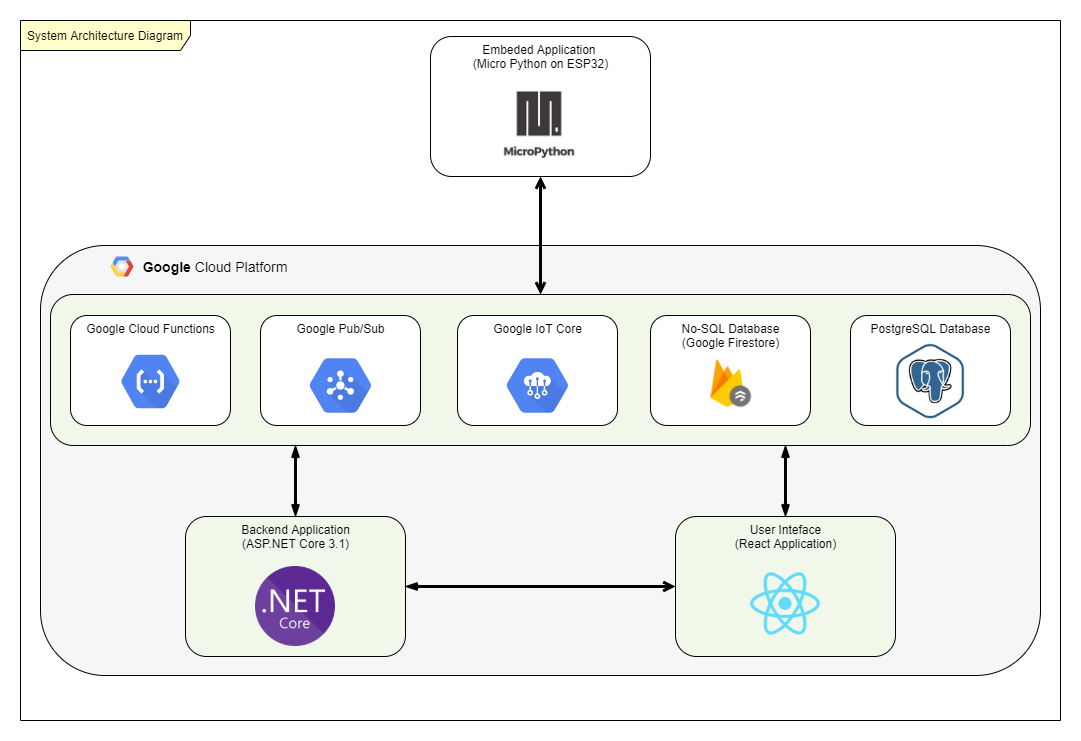 System Architecture Diagram
Embeded Application
(Micro Python on ESP32)
MicroPython
Google Cloud Platform
Google Cloud Functions
Google Pub/Sub
Google IoT Core
No-SQL Database
(Google Firestore)
PostgreSQL Database
Backend Application
(ASP.NET Core 3.1)
.NET
Core
User Inteface
(React Application)